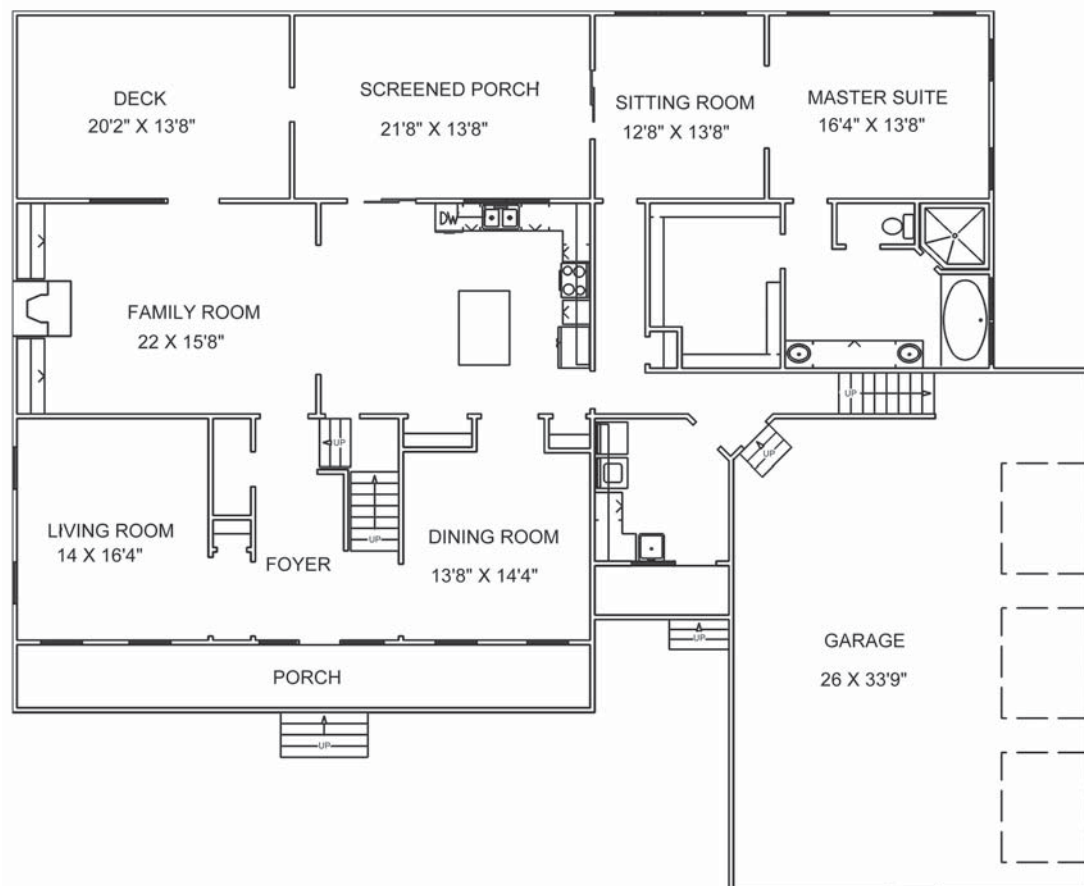 DECK
20'2" X 13'8"
SCREENED PORCH
21'8" X 13'8"
SITTING ROOM
12'8" X 13'8"
MASTER SUITE
16'4" X 13'8"
DW
FAMILY ROOM
22 X 15'8"
UP
UP
UP
LIVING ROOM
14 X 16'4"
FOYER
UP
DINING ROOM
13'8" X 14'4"
UP
GARAGE
26 X 33'9"
PORCH
UP